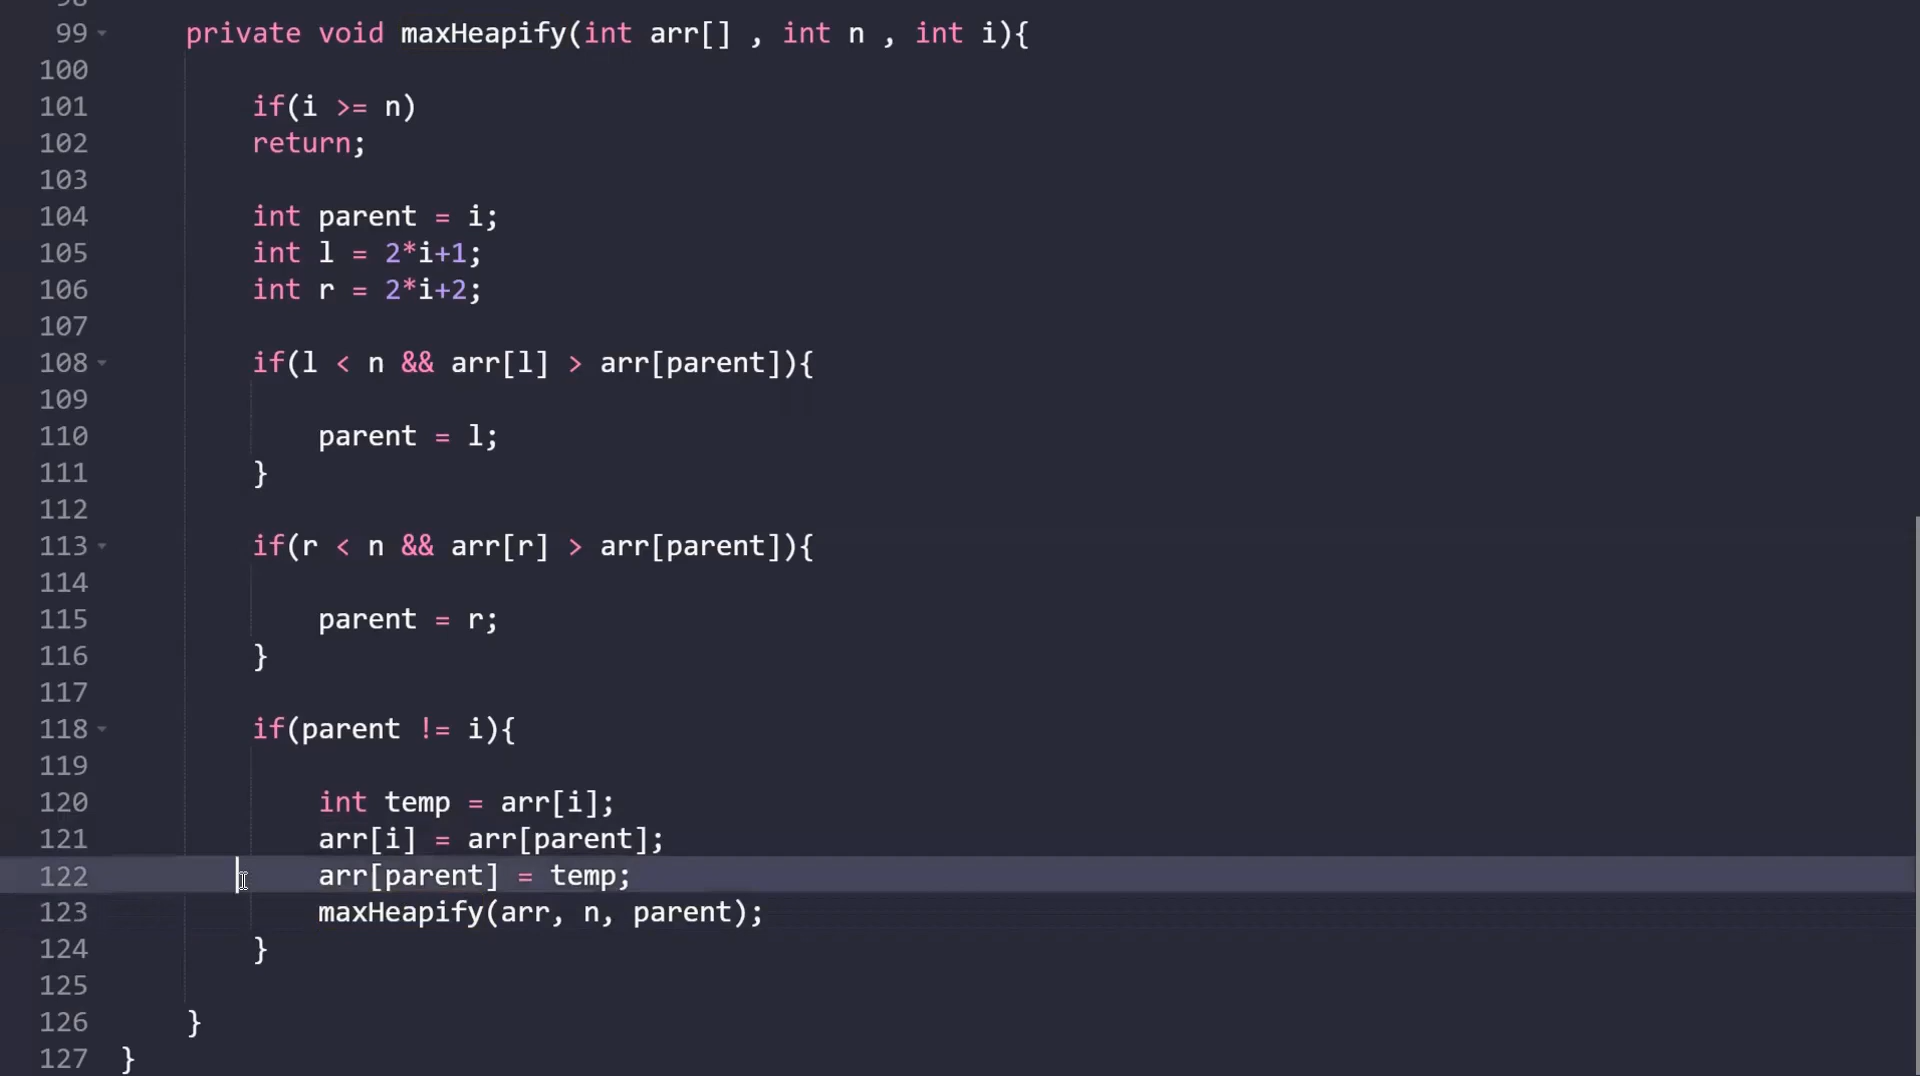 99 private void maxHeapify(int arr[] , int n , int i){
100
101 if(i >= n)
102 return;
103
104 int parent = i;
105 int l = 2*i+1;
106 int r = 2*i+2;
107
108 if(l < n && arr[l] > arr[parent]){
109
110 parent = l;
111 }
112
113 if(r < n && arr[r] > arr[parent]){
114
115 parent = r;
116 }
117
118 if(parent != i){
119
120 int temp = arr[i];
121 arr[i] = arr[parent];
122 arr[parent] = temp;
123 maxHeapify(arr, n, parent);
124 }
125
126 }
127 }